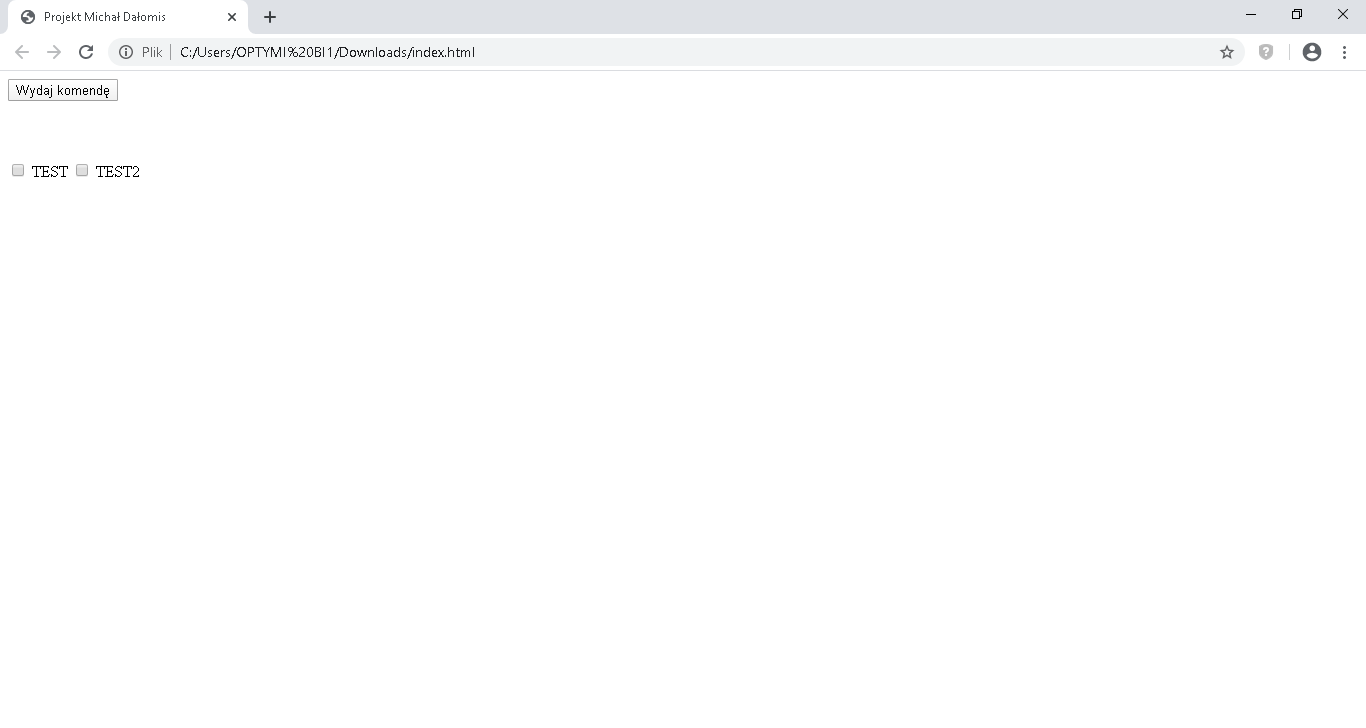 Projekt Michał Dałomis
Plik C:/Users/OPTYMI%20BI1/Downloads/index.html
Wydaj komendę
TEST TEST2